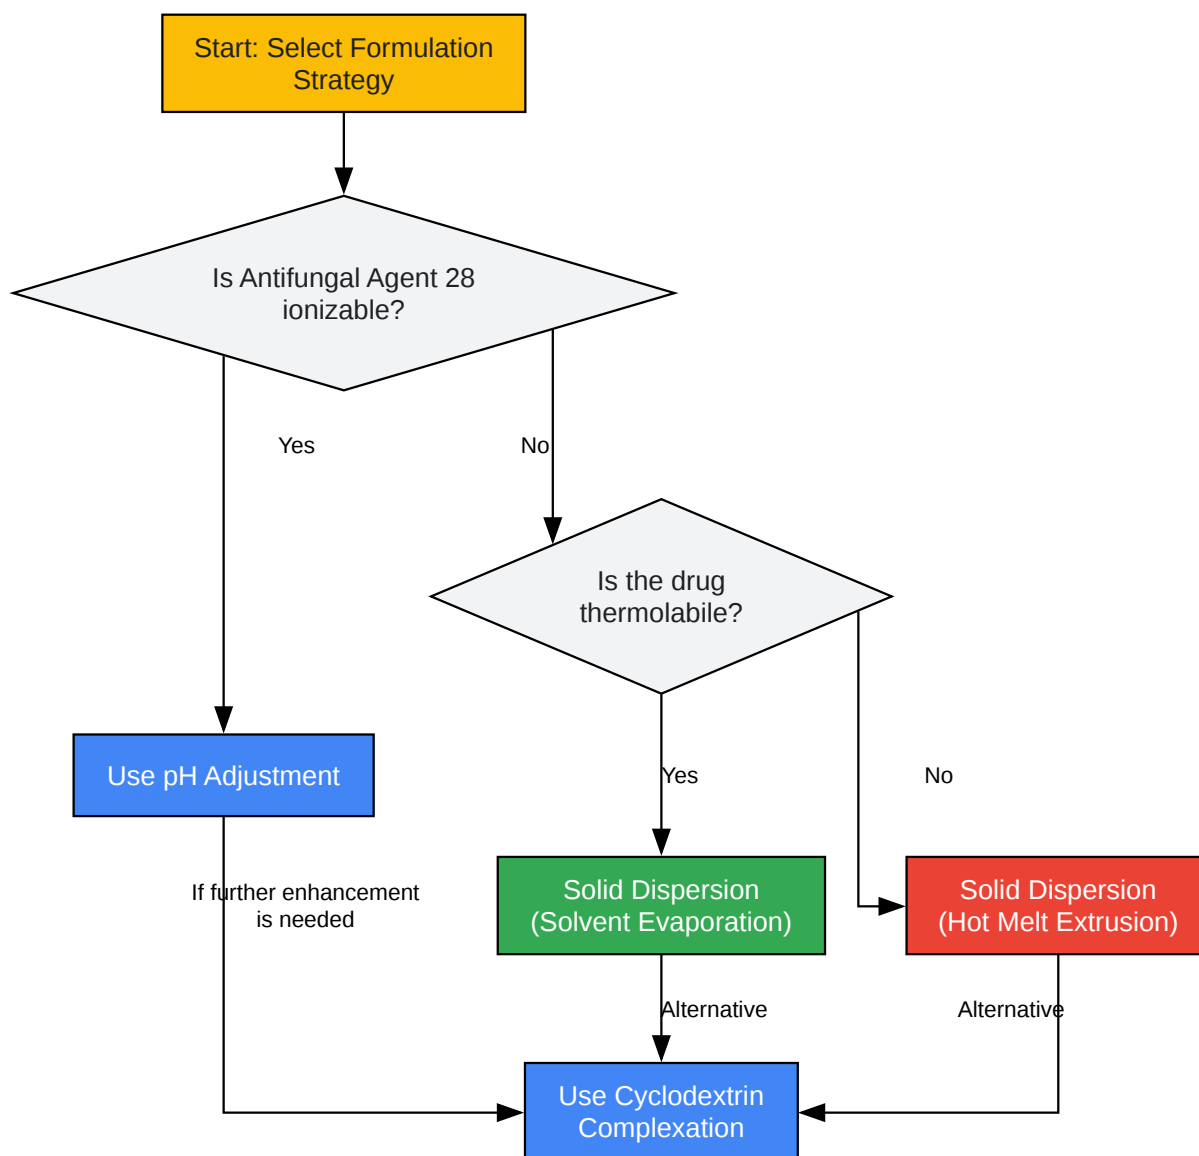 Start: Select Formulation
Strategy
Is Antifungal Agent 28
ionizable?
Yes
No
Is the drug
thermolabile?
Use pH Adjustment
Yes
No
If further enhancement
is needed
Solid Dispersion
(Solvent Evaporation)
Solid Dispersion
(Hot Melt Extrusion)
Alternative
Alternative
Use Cyclodextrin
Complexation